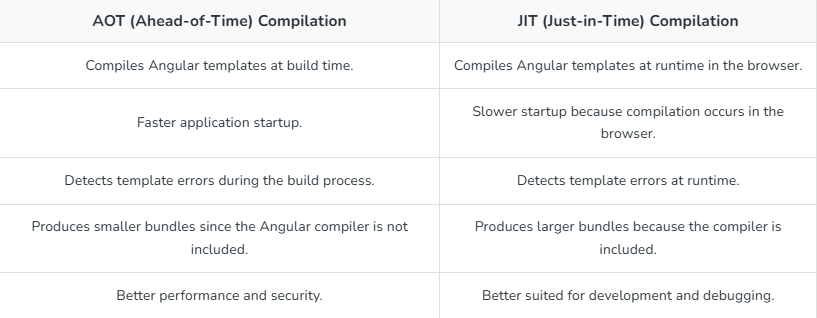 AOT (Ahead-of-Time) Compilation
JIT (Just-in-Time) Compilation
Compiles Angular templates at build time.
Compiles Angular templates at runtime in the browser.
Faster application startup.
Slower startup because compilation occurs in the
browser.
Detects template errors during the build process.
Detects template errors at runtime.
Produces smaller bundles since the Angular compiler is not
included.
Produces larger bundles because the compiler is
included.
Better performance and security.
Better suited for development and debugging.